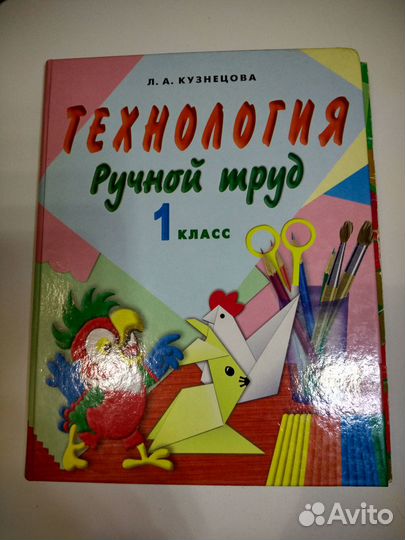 Л. А. КУЗНЕЦОВА
ТЕХНОЛОГИЯ
Ручной труд
1 КЛАСС
Avito